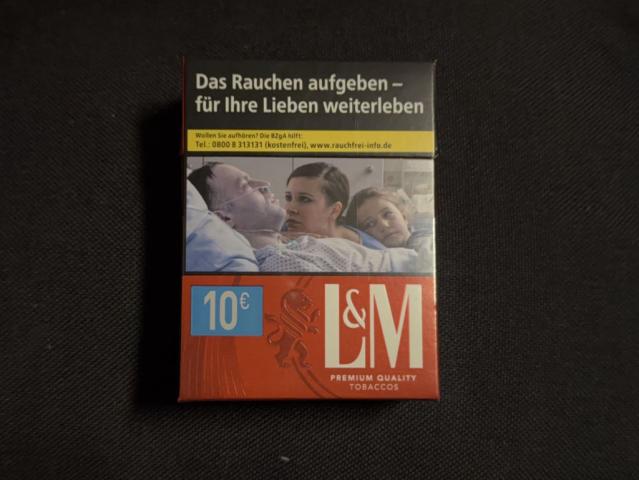 Das Rauchen aufgeben –
für Ihre Lieben weiterleben
Wollen Sie aufhören? Die BZgA hilft:
Tel.: 0800 8 313131 (kostenfrei), www.rauchfrei-info.de
10€
L&M
PREMIUM QUALITY
TOBACCOS